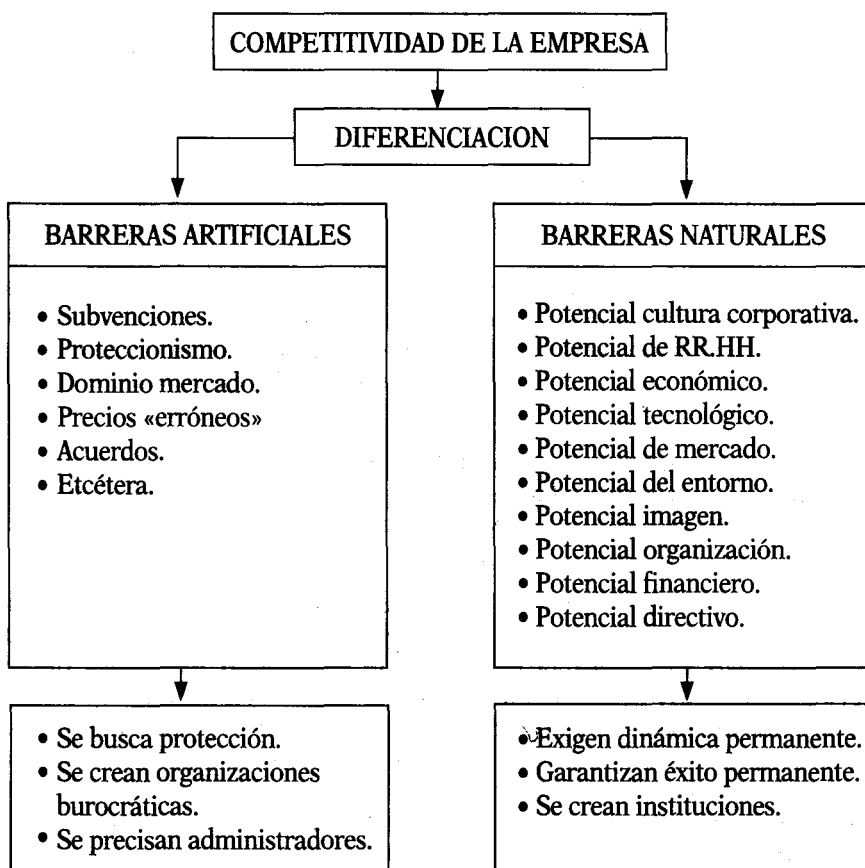 COMPETITIVIDAD DE LA EMPRESA
DIFERENCIACION
BARRERAS ARTIFICIALES
• Subvenciones.
• Proteccionismo.
• Dominio mercado.
• Precios «erróneos»
• Acuerdos.
• Etcétera.
• Se busca protección.
• Se crean organizaciones
burocráticas.
• Se precisan administradores.
BARRERAS NATURALES
• Potencial cultura corporativa.
• Potencial de RR.HH.
• Potencial económico.
• Potencial tecnológico.
• Potencial de mercado.
• Potencial del entorno.
• Potencial imagen.
• Potencial organización.
• Potencial financiero.
• Potencial directivo.
• Exigen dinámica permanente.
• Garantizan éxito permanente.
• Se crean instituciones.